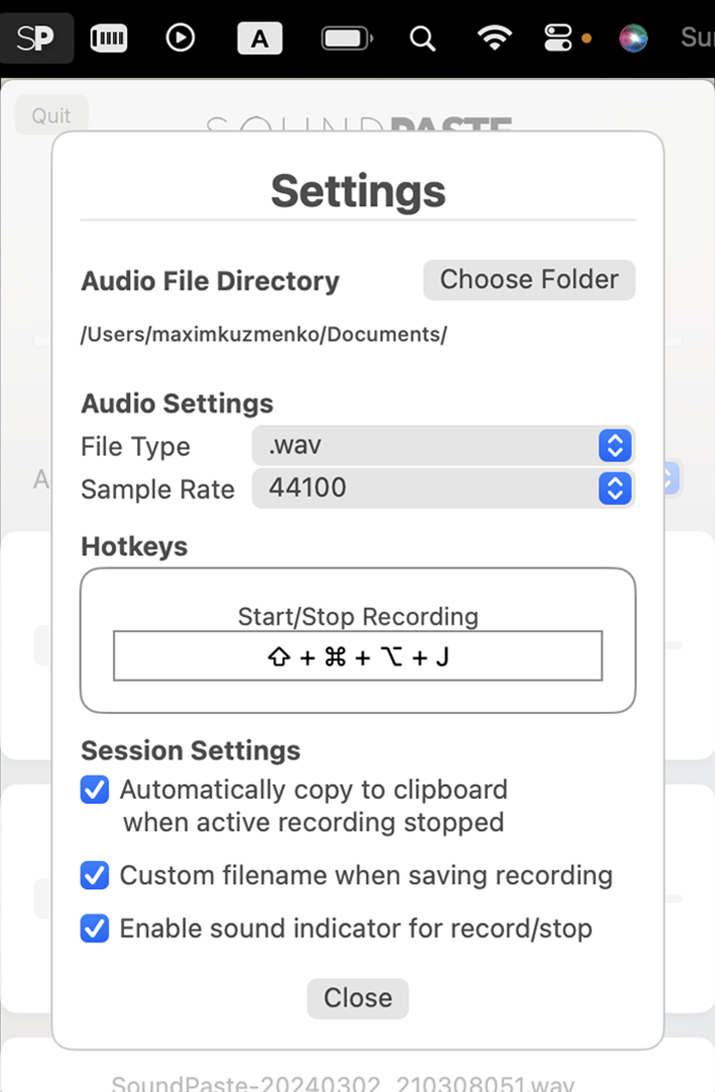 SP
A
Su
Quit
SOUNDPASTE
Settings
Audio File Directory
Choose Folder
/Users/maximkuzmenko/Documents/
Audio Settings
File Type
.wav
A
Sample Rate
44100
Hotkeys
Start/Stop Recording
⇧ + ⌘ + ⌥ + J
Session Settings
Automatically copy to clipboard
when active recording stopped
Custom filename when saving recording
Enable sound indicator for record/stop
Close
SoundPaste-20240302_210308051.wav